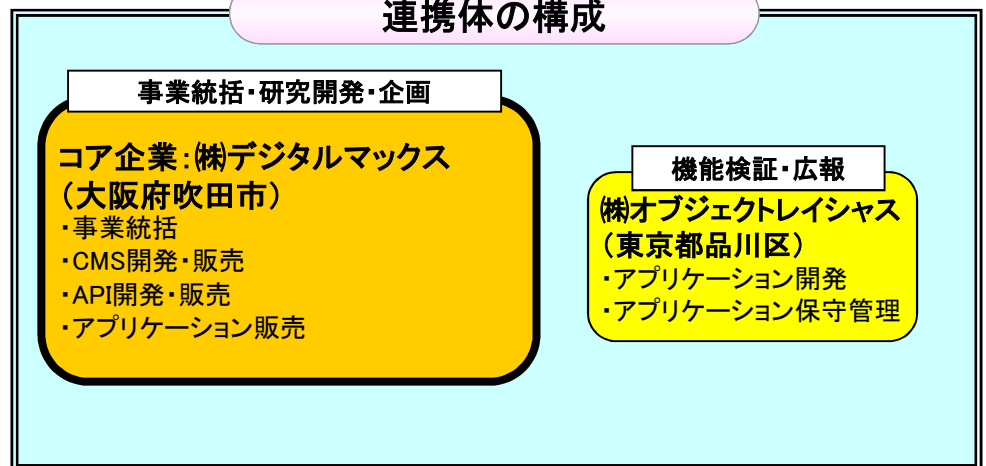 連携体の構成
事業統括・研究開発・企画
コア企業：㈱デジタルマックス
（大阪府吹田市）
・事業統括
・CMS開発・販売
・API開発・販売
・アプリケーション販売
機能検証・広報
㈱オブジェクトレイシャス
（東京都品川区）
・アプリケーション開発
・アプリケーション保守管理